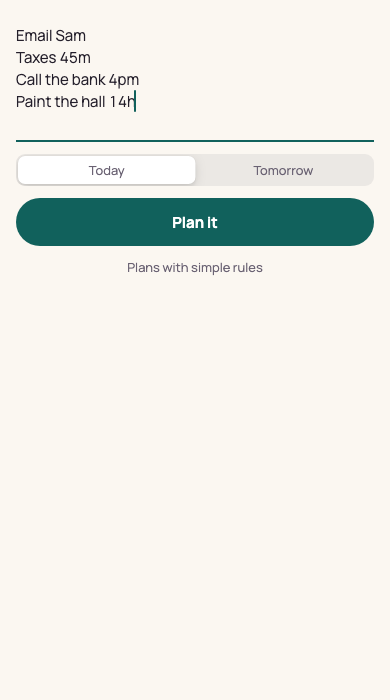 Email Sam
Taxes 45m
Call the bank 4pm
Paint the hall 14h
Today
Tomorrow
Plan it
Plans with simple rules